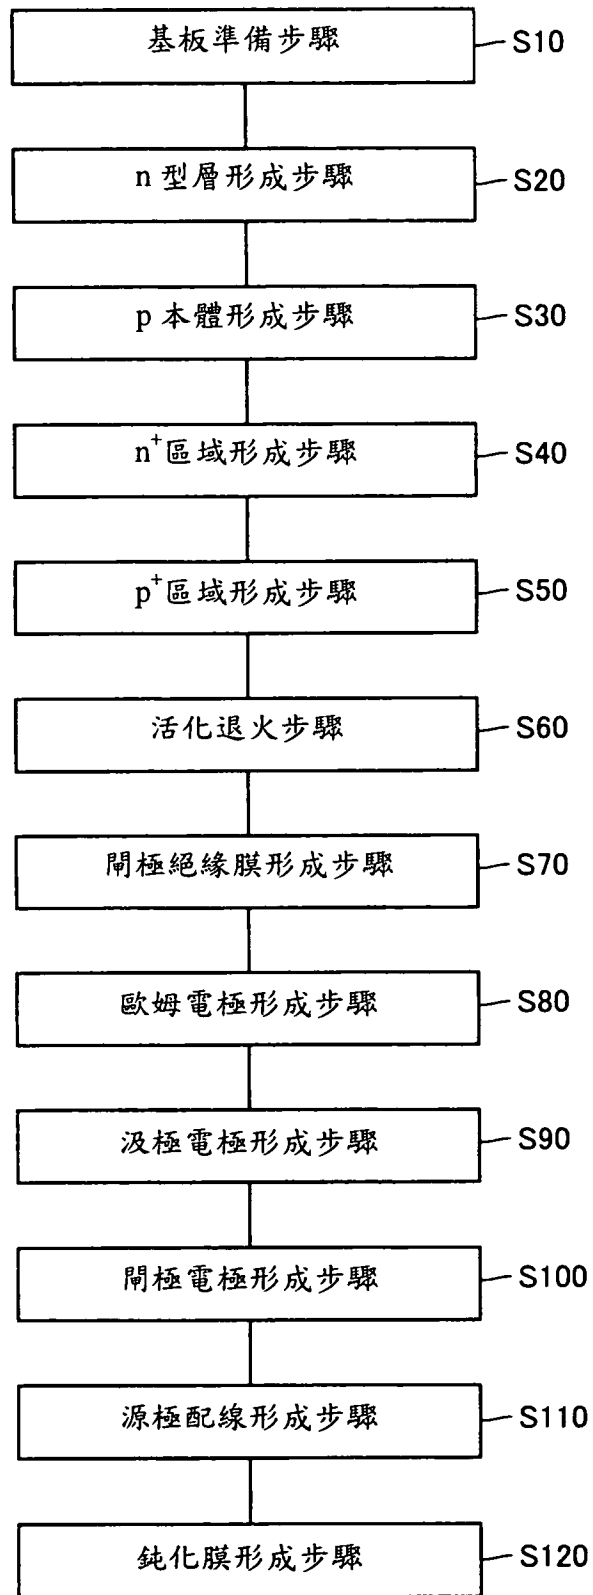 基板準備步驟 S10
n型層形成步驟 S20
p本體形成步驟 S30
n⁺區域形成步驟 S40
p⁺區域形成步驟 S50
活化退火步驟 S60
閘極絕緣膜形成步驟 S70
歐姆電極形成步驟 S80
汲極電極形成步驟 S90
閘極電極形成步驟 S100
源極配線形成步驟 S110
鈍化膜形成步驟 S120